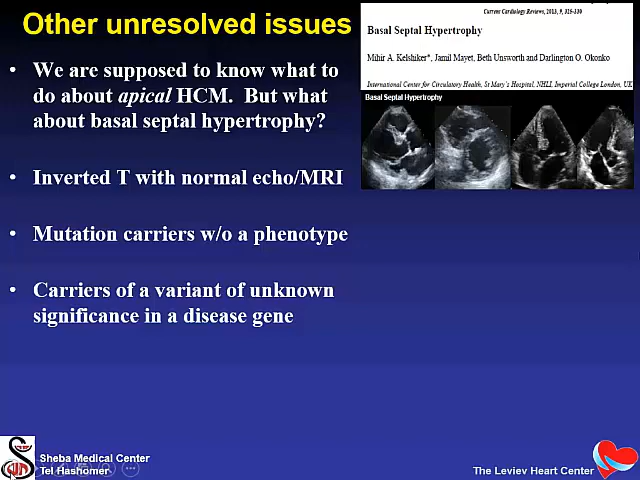 Other unresolved issues
• We are supposed to know what to
do about apical HCM. But what
about basal septal hypertrophy?
• Inverted T with normal echo/MRI
• Mutation carriers w/o a phenotype
• Carriers of a variant of unknown
significance in a disease gene
Current Cardiology Reviews, 2013, 9, 316-330
Basal Septal Hypertrophy
Mihir A. Kelshiker*, Jamil Mayet, Beth Unsworth and Darlington O. Okonko
International Center for Circulatory Health, St Mary's Hospital, NHLI, Imperial College London, UK
Basal Septal Hypertrophy
Sheba Medical Center
Tel Hashomer
The Leviev Heart Center